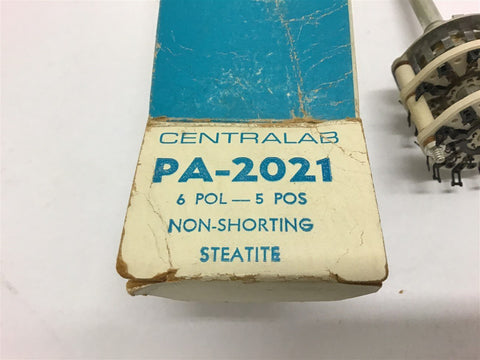 CENTRALAB
PA-2021
6 POL — 5 POS
NON-SHORTING
STEATITE